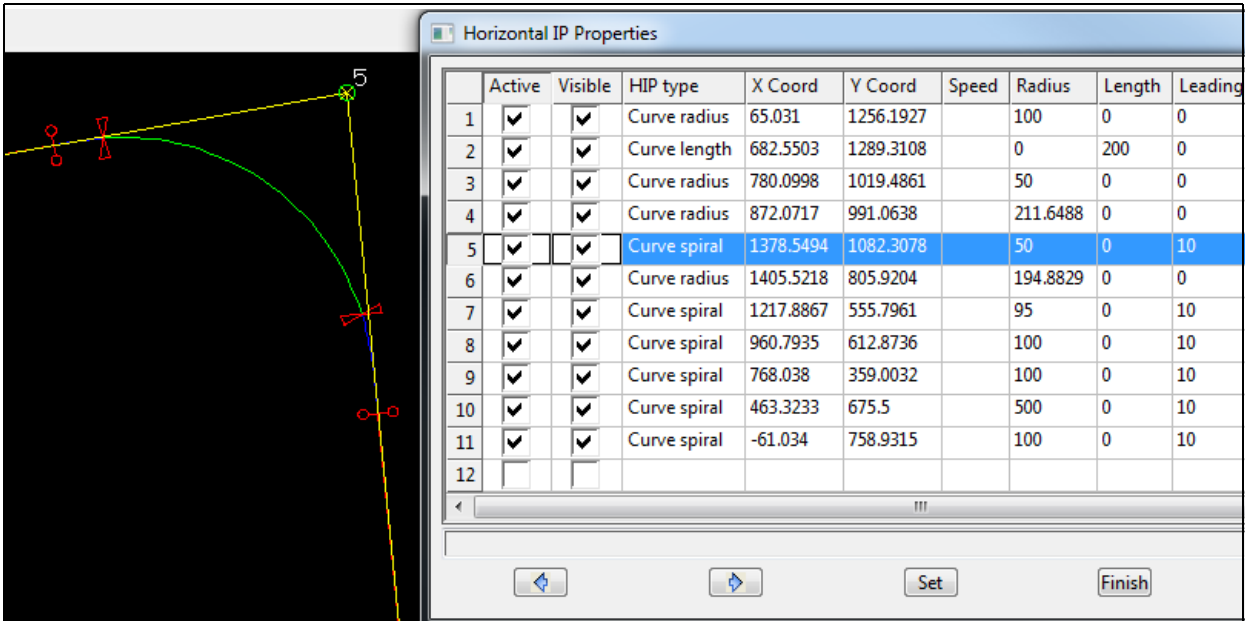 Horizontal IP Properties
5
Active Visible HIP type X Coord Y Coord Speed Radius Length Leading
1 Curve radius 65.031 1256.1927 100 0 0
2 Curve length 682.5503 1289.3108 0 200 0
3 Curve radius 780.0998 1019.4861 50 0 0
4 Curve radius 872.0717 991.0638 211.6488 0 0
5 Curve spiral 1378.5494 1082.3078 50 0 10
6 Curve radius 1405.5218 805.9204 194.8829 0 0
7 Curve spiral 1217.8867 555.7961 95 0 10
8 Curve spiral 960.7935 612.8736 100 0 10
9 Curve spiral 768.038 359.0032 100 0 10
10 Curve spiral 463.3233 675.5 500 0 10
11 Curve spiral -61.034 758.9315 100 0 10
12
Set Finish